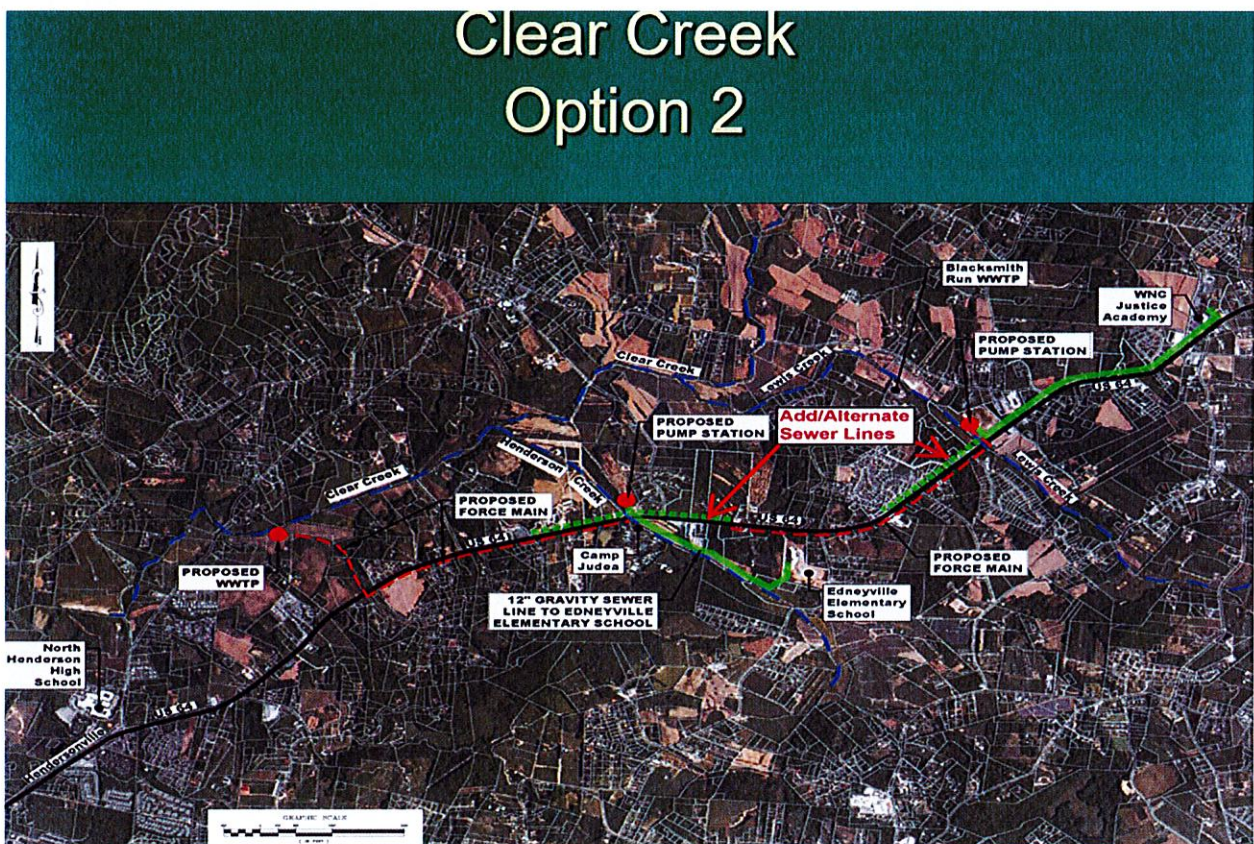 Clear Creek
Option 2
Blacksmith
Run WWTP
WNC
Justice
Academy
PROPOSED
PUMP STATION
Clear Creek
Lewis Creek
US 64
PROPOSED
PUMP STATION
Add/Alternate
Sewer Lines
Henderson Creek
Lewis Creek
Clear Creek
PROPOSED
FORCE MAIN
US 64
US 64
PROPOSED
WWTP
Camp
Judea
PROPOSED
FORCE MAIN
12" GRAVITY SEWER
LINE TO EDNEYVILLE
ELEMENTARY SCHOOL
Edneyville
Elementary
School
North
Henderson
High
School
US 64
Hendersonville
GRAPHIC SCALE